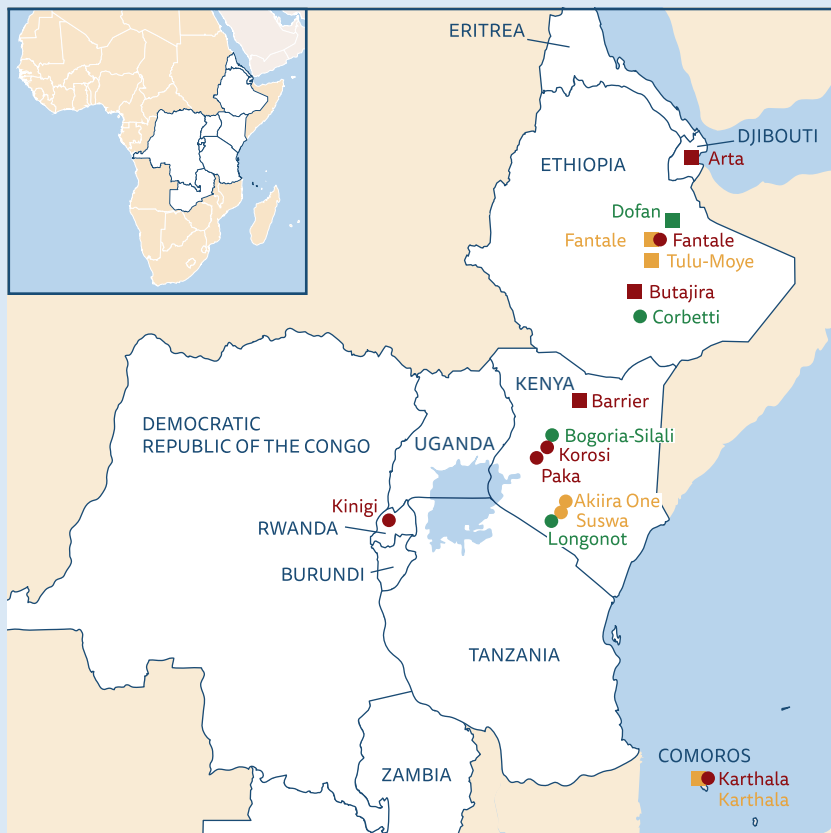 ERITREA
DJIBOUTI
Arta
ETHIOPIA
Dofan
Fantale Fantale
Tulu-Moye
Butajira
Corbetti
KENYA
Barrier
DEMOCRATIC
REPUBLIC OF THE CONGO
UGANDA
Bogoria-Silali
Korosi
Paka
Kinigi
Akiira One
Suswa
RWANDA
Longonot
BURUNDI
TANZANIA
COMOROS
ZAMBIA
Karthala
Karthala